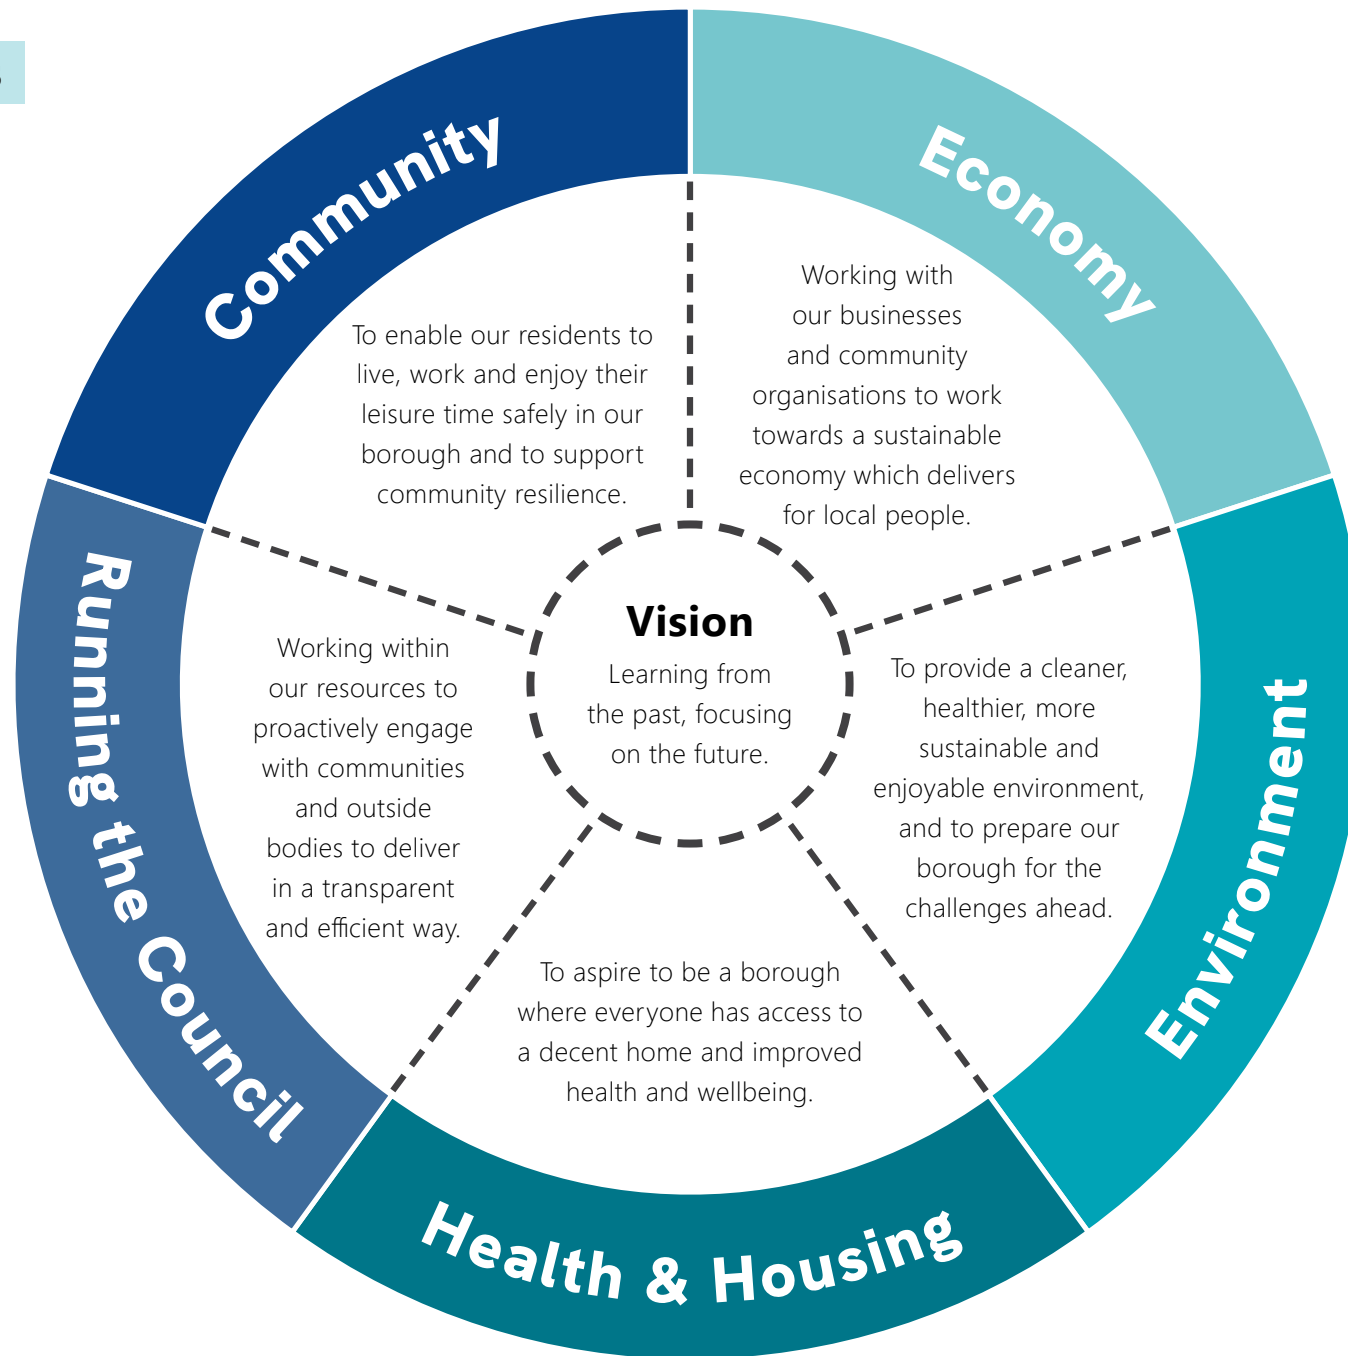 Community
To enable our residents to
live, work and enjoy their
leisure time safely in our
borough and to support
community resilience.
Economy
Working with
our businesses
and community
organisations to work
towards a sustainable
economy which delivers
for local people.
Vision
Learning from
the past, focusing
on the future.
Running the Council
Working within
our resources to
proactively engage
with communities
and outside
bodies to deliver
in a transparent
and efficient way.
Environment
To provide a cleaner,
healthier, more
sustainable and
enjoyable environment,
and to prepare our
borough for the
challenges ahead.
To aspire to be a borough
where everyone has access to
a decent home and improved
health and wellbeing.
Health & Housing